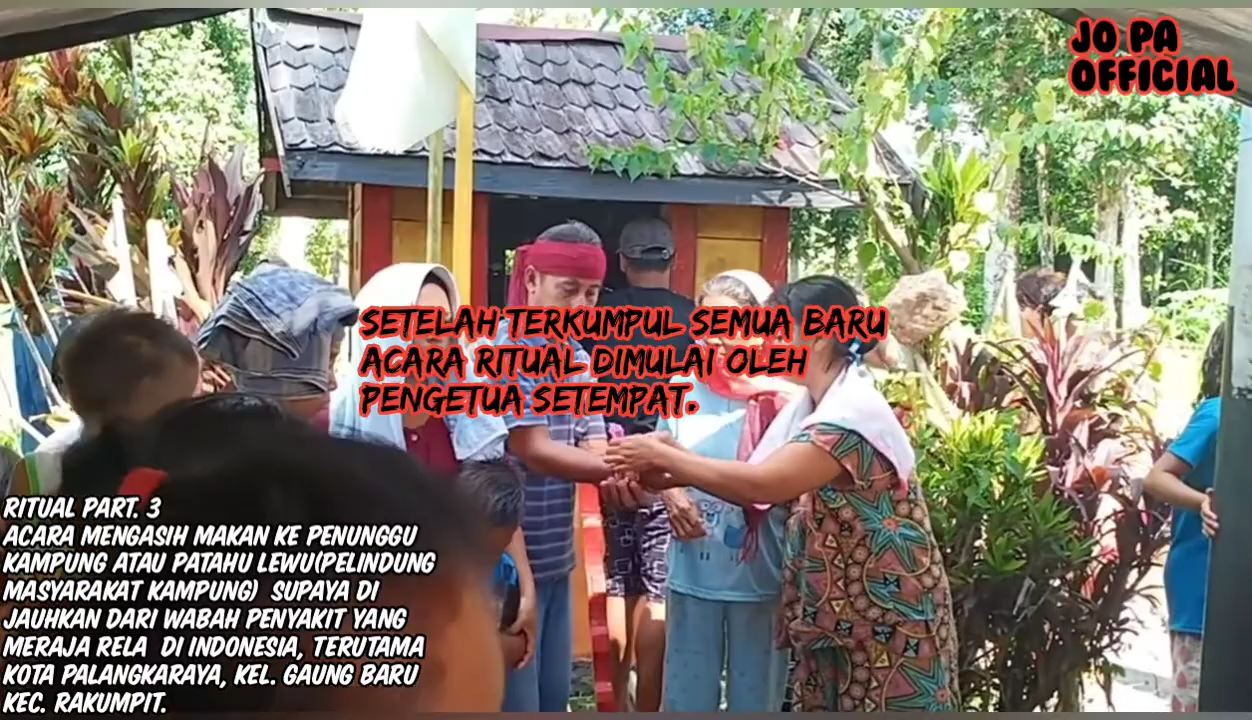 JO PA
OFFICIAL
SETELAH TERKUMPUL SEMUA BARU
ACARA RITUAL DIMULAI OLEH
PENGETUA SETEMPAT.
RITUAL PART. 3
ACARA MENGASIH MAKAN KE PENUNGGU
KAMPUNG ATAU PATAHU LEWU(PELINDUNG
MASYARAKAT KAMPUNG) SUPAYA DI
JAUHKAN DARI WABAH PENYAKIT YANG
MERAJA RELA DI INDONESIA, TERUTAMA
KOTA PALANGKARAYA, KEL. GAUNG BARU
KEC. RAKUMPIT.